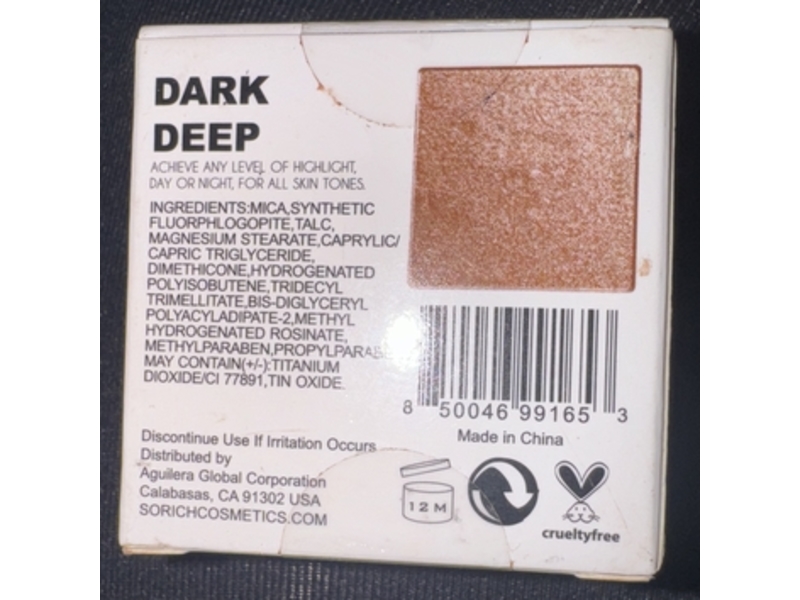 DARK
DEEP
ACHIEVE ANY LEVEL OF HIGHLIGHT,
DAY OR NIGHT, FOR ALL SKIN TONES.
INGREDIENTS:MICA,SYNTHETIC
FLUORPHLOGOPITE,TALC,
MAGNESIUM STEARATE,CAPRYLIC/
CAPRIC TRIGLYCERIDE,
DIMETHICONE,HYDROGENATED
POLYISOBUTENE,TRIDECYL
TRIMELLITATE,BIS-DIGLYCERYL
POLYACYLADIPATE-2,METHYL
HYDROGENATED ROSINATE,
METHYLPARABEN,
MAY CONTAIN(+/-):TITANIUM
DIOXIDE/CI 77891,TIN OXIDE.
8 50046 99165 3
Made in China
Discontinue Use If Irritation Occurs
Distributed by
Aguilera Global Corporation
Calabasas, CA 91302 USA
SORICHCOSMETICS.COM
12 M
crueltyfree